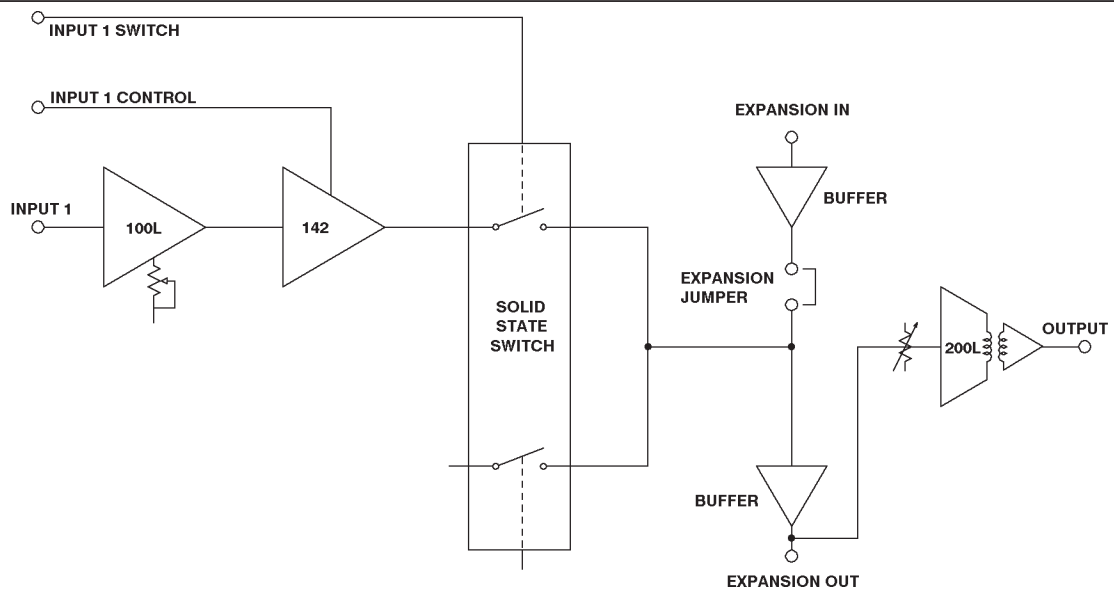 INPUT 1 SWITCH
INPUT 1 CONTROL
INPUT 1
100L
142
SOLID
STATE
SWITCH
EXPANSION IN
BUFFER
EXPANSION
JUMPER
200L
OUTPUT
BUFFER
EXPANSION OUT